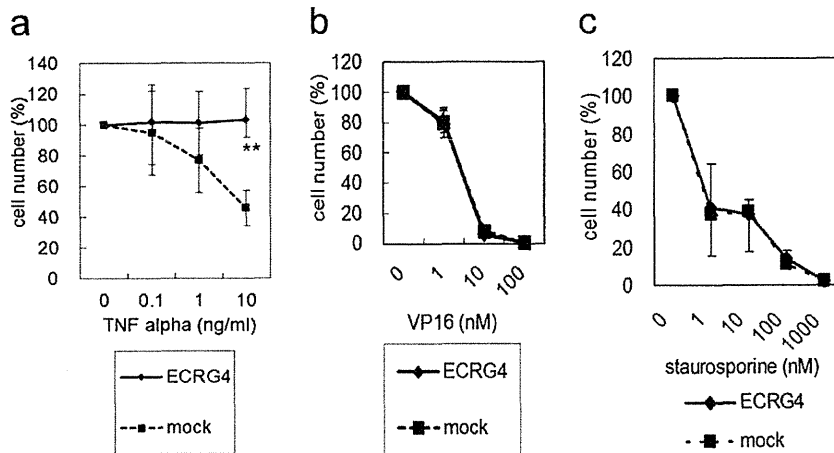 a
cell number (%)
140
120
100
80
60
40
20
0
**
0 0.1 1 10
TNF alpha (ng/ml)
ECRG4
mock
b
cell number (%)
120
100
80
60
40
20
0
0 1 10 100
VP16 (nM)
ECRG4
mock
c
cell number (%)
120
100
80
60
40
20
0
0 1 10 100 1000
staurosporine (nM)
ECRG4
mock